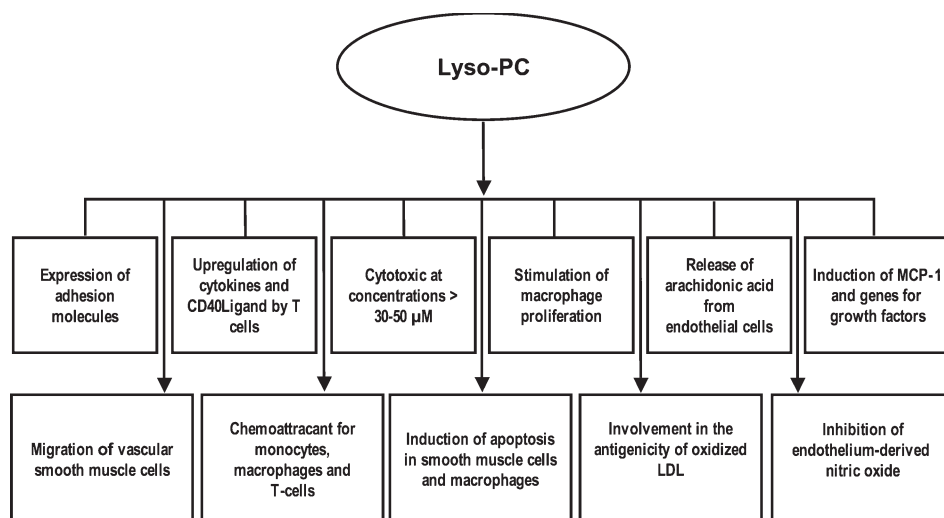 Lyso-PC
Expression of
adhesion
molecules
Upregulation of
cytokines and
CD40Ligand by T
cells
Cytotoxic at
concentrations >
30-50 µM
Stimulation of
macrophage
proliferation
Release of
arachidonic acid
from
endothelial cells
Induction of MCP-1
and genes for
growth factors
Migration of vascular
smooth muscle cells
Chemoattracant for
monocytes,
macrophages and
T-cells
Induction of apoptosis
in smooth muscle cells
and macrophages
Involvement in the
antigenicity of oxidized
LDL
Inhibition of
endothelium-derived
nitric oxide